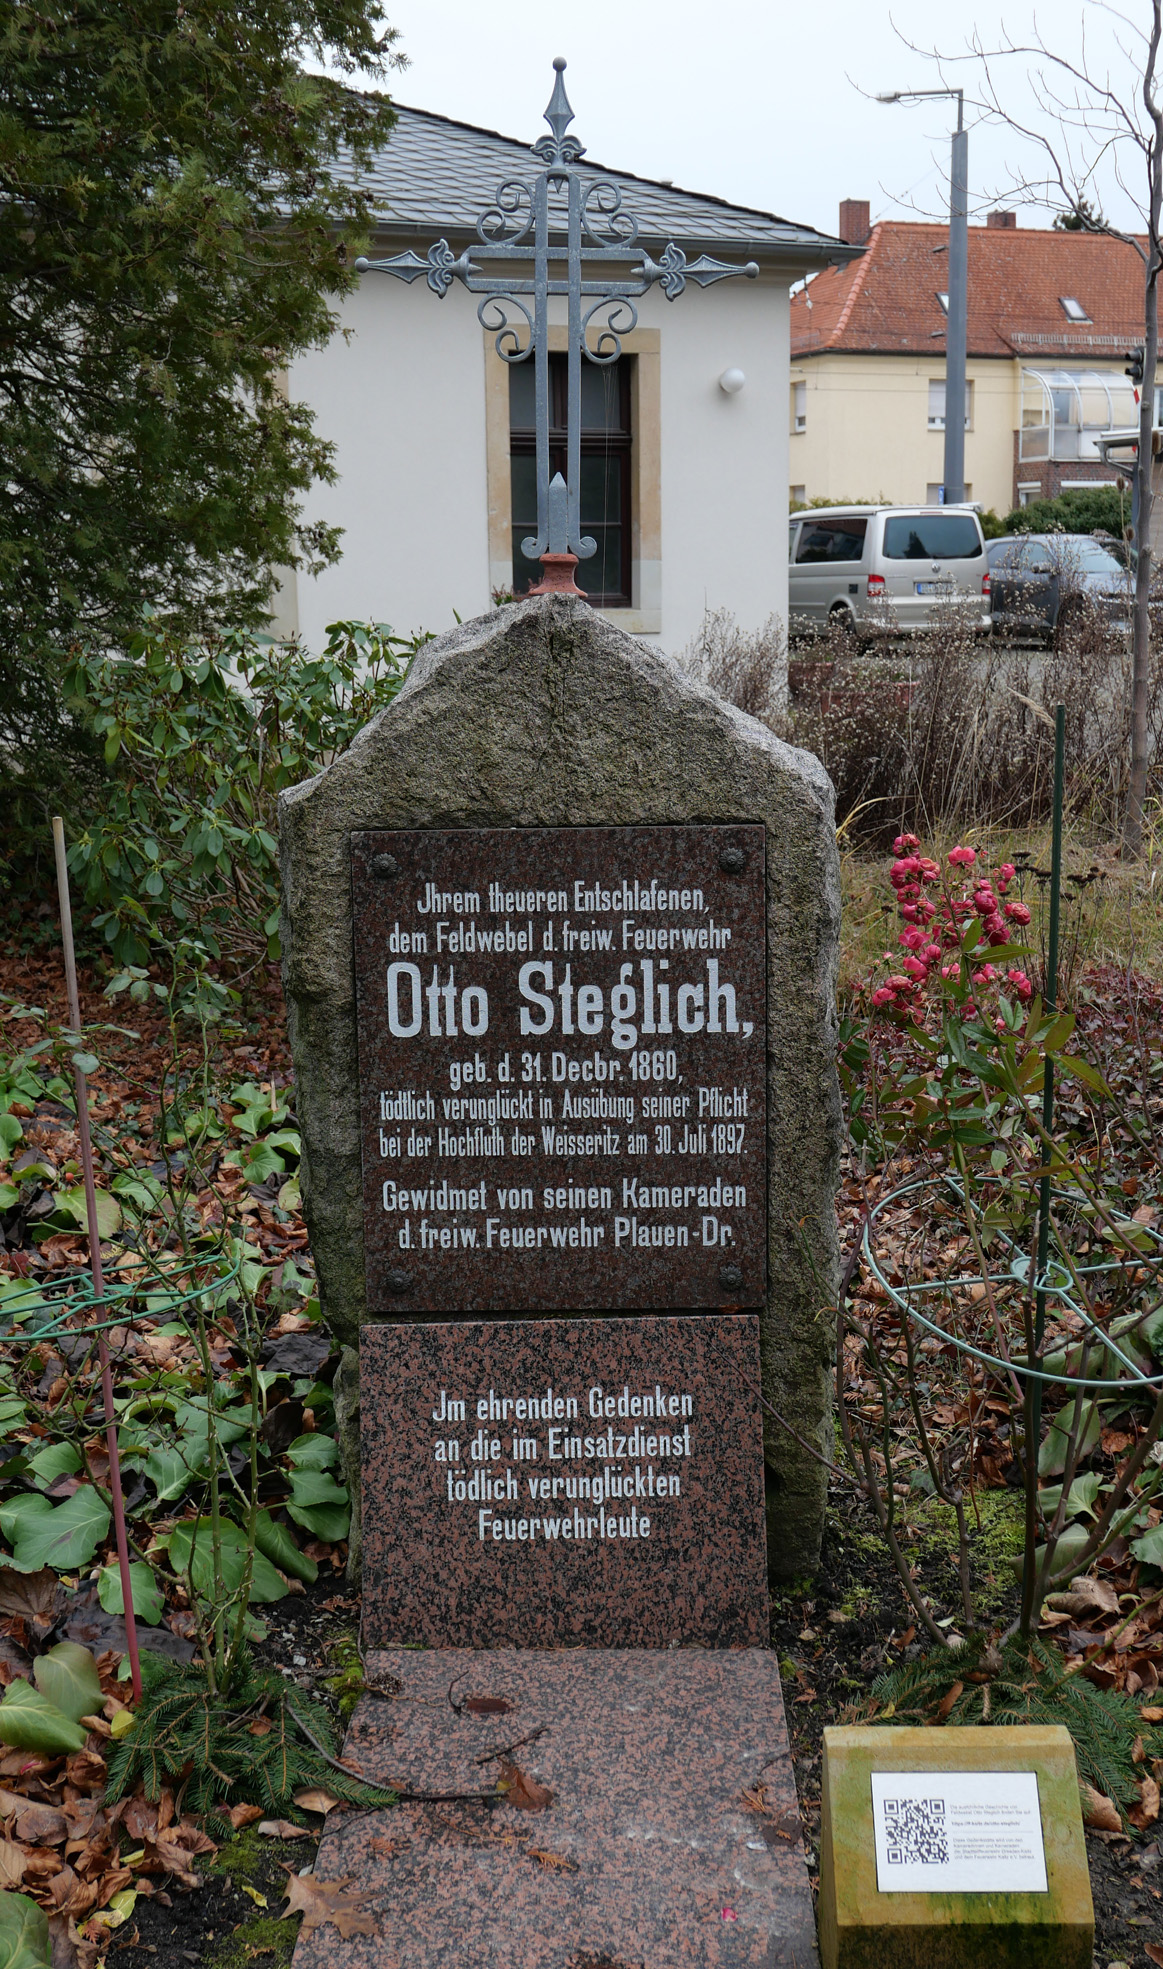 Jhrem theueren Entschlafenen,
dem Feldwebel d. freiw. Feuerwehr
Otto Steglich,
geb. d. 31. Decbr. 1860,
tödtlich verunglückt in Ausübung seiner Pflicht
bei der Hochfluth der Weisseritz am 30. Juli 1897.
Gewidmet von seinen Kameraden
d. freiw. Feuerwehr Plauen-Dr.
Jm ehrenden Gedenken
an die im Einsatzdienst
tödlich verunglückten
Feuerwehrleute